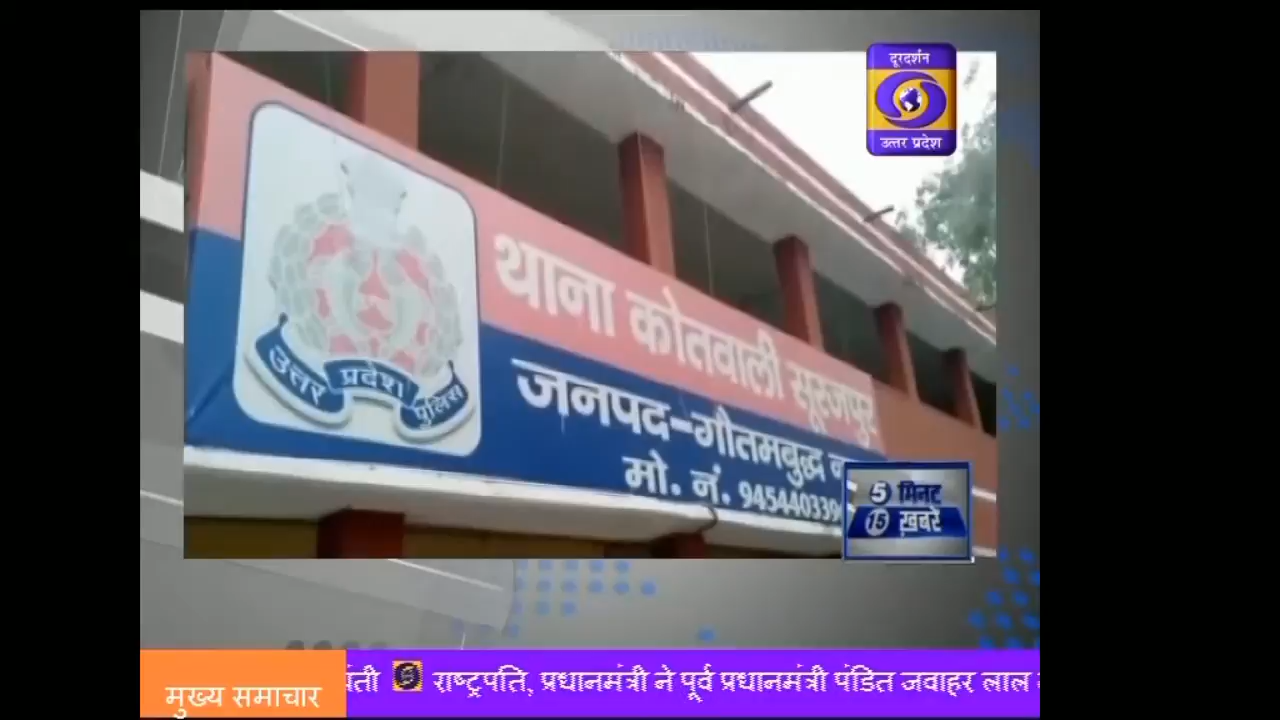 दूरदर्शन
उत्तर प्रदेश
थाना कोतवाली सूरजपुर
जनपद-गौतमबुद्ध
मो. नं. 945440339
उत्तर प्रदेश पुलिस
5 मिनट
15 ख़बरें
मुख्य समाचार
राष्ट्रपति, प्रधानमंत्री ने पूर्व प्रधानमंत्री पंडित जवाहर लाल